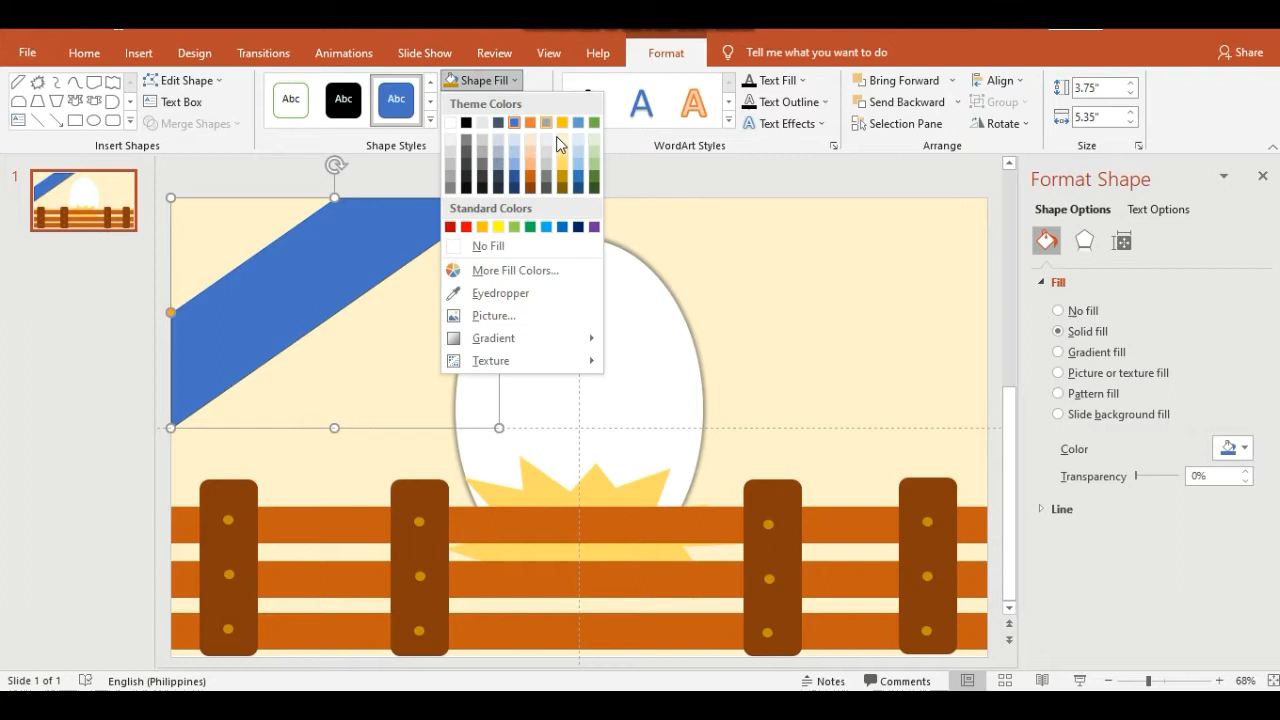 File Home Insert Design Transitions Animations Slide Show Review View Help Format Tell me what you want to do Share
Edit Shape Abc Abc Abc Shape Fill A A Text Fill Bring Forward Align 3.75"
Text Box Text Outline Send Backward Group 5.35"
Merge Shapes Text Effects Selection Pane Rotate
Insert Shapes Shape Styles WordArt Styles Arrange Size
Theme Colors
Standard Colors
No Fill
More Fill Colors...
Eyedropper
Picture...
Gradient
Texture
1
Format Shape
Shape Options Text Options
Fill
No fill
Solid fill
Gradient fill
Picture or texture fill
Pattern fill
Slide background fill
Color
Transparency 0%
Line
Slide 1 of 1 English (Philippines) Notes Comments 68%